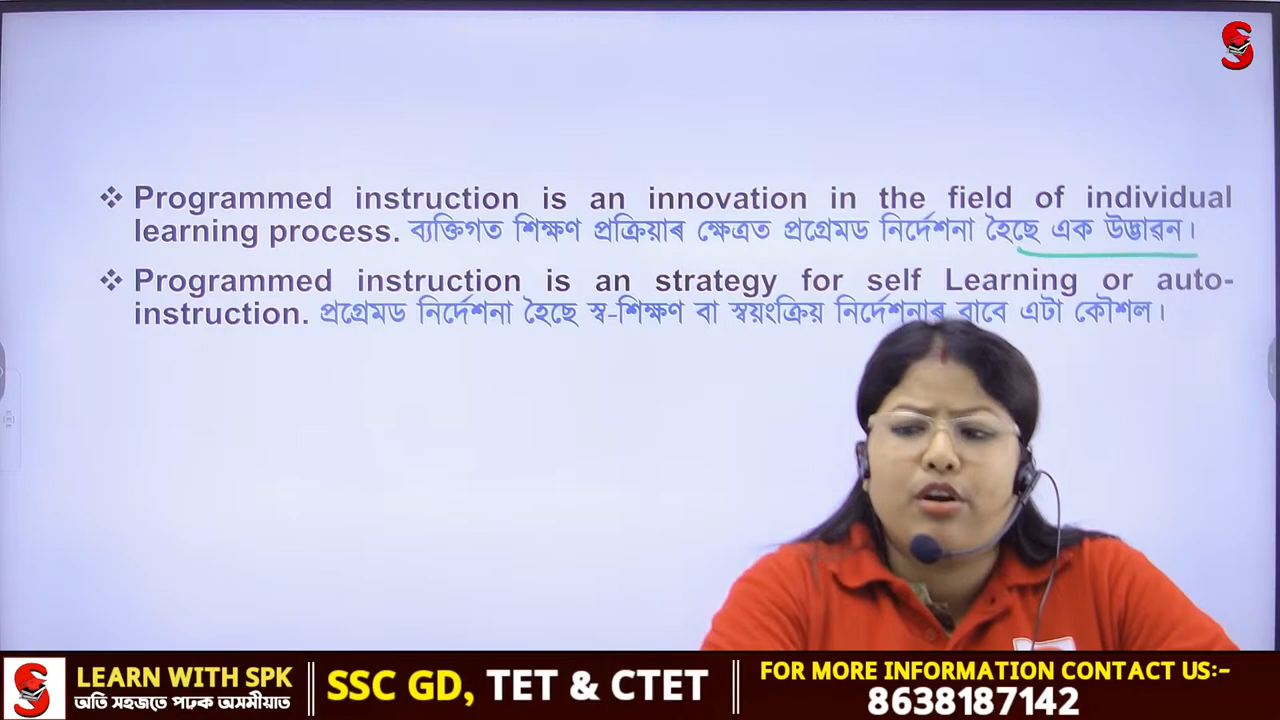 ❖ Programmed instruction is an innovation in the field of individual
learning process. ব্যক্তিগত শিক্ষণ প্ৰক্ৰিয়াৰ ক্ষেত্ৰত প্ৰগ্ৰেমড নিৰ্দেশনা হৈছে এক উদ্ভাৱন।
❖ Programmed instruction is an strategy for self Learning or auto-
instruction. প্ৰগ্ৰেমড নিৰ্দেশনা হৈছে স্ব-শিক্ষণ বা স্বয়ংক্ৰিয় নিৰ্দেশনাৰ বাবে এটা কৌশল।
LEARN WITH SPK
অতি সহজতে পঢ়ক অসমীয়াত
SSC GD, TET & CTET
FOR MORE INFORMATION CONTACT US:-
8638187142